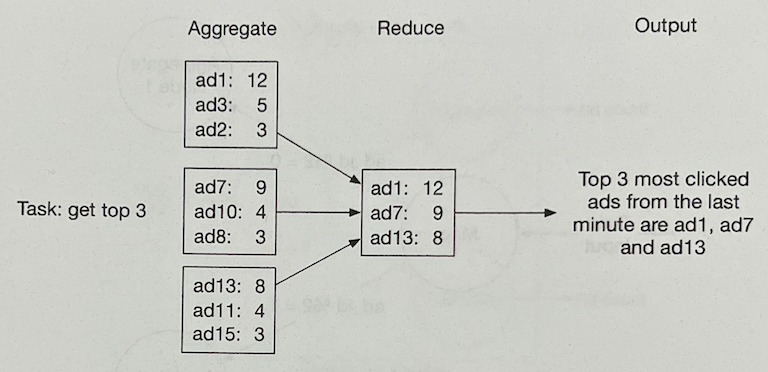 Aggregate
Reduce
Output
Task: get top 3
ad1: 12
ad3: 5
ad2: 3
ad7: 9
ad10: 4
ad8: 3
ad13: 8
ad11: 4
ad15: 3
ad1: 12
ad7: 9
ad13: 8
Top 3 most clicked
ads from the last
minute are ad1, ad7
and ad13